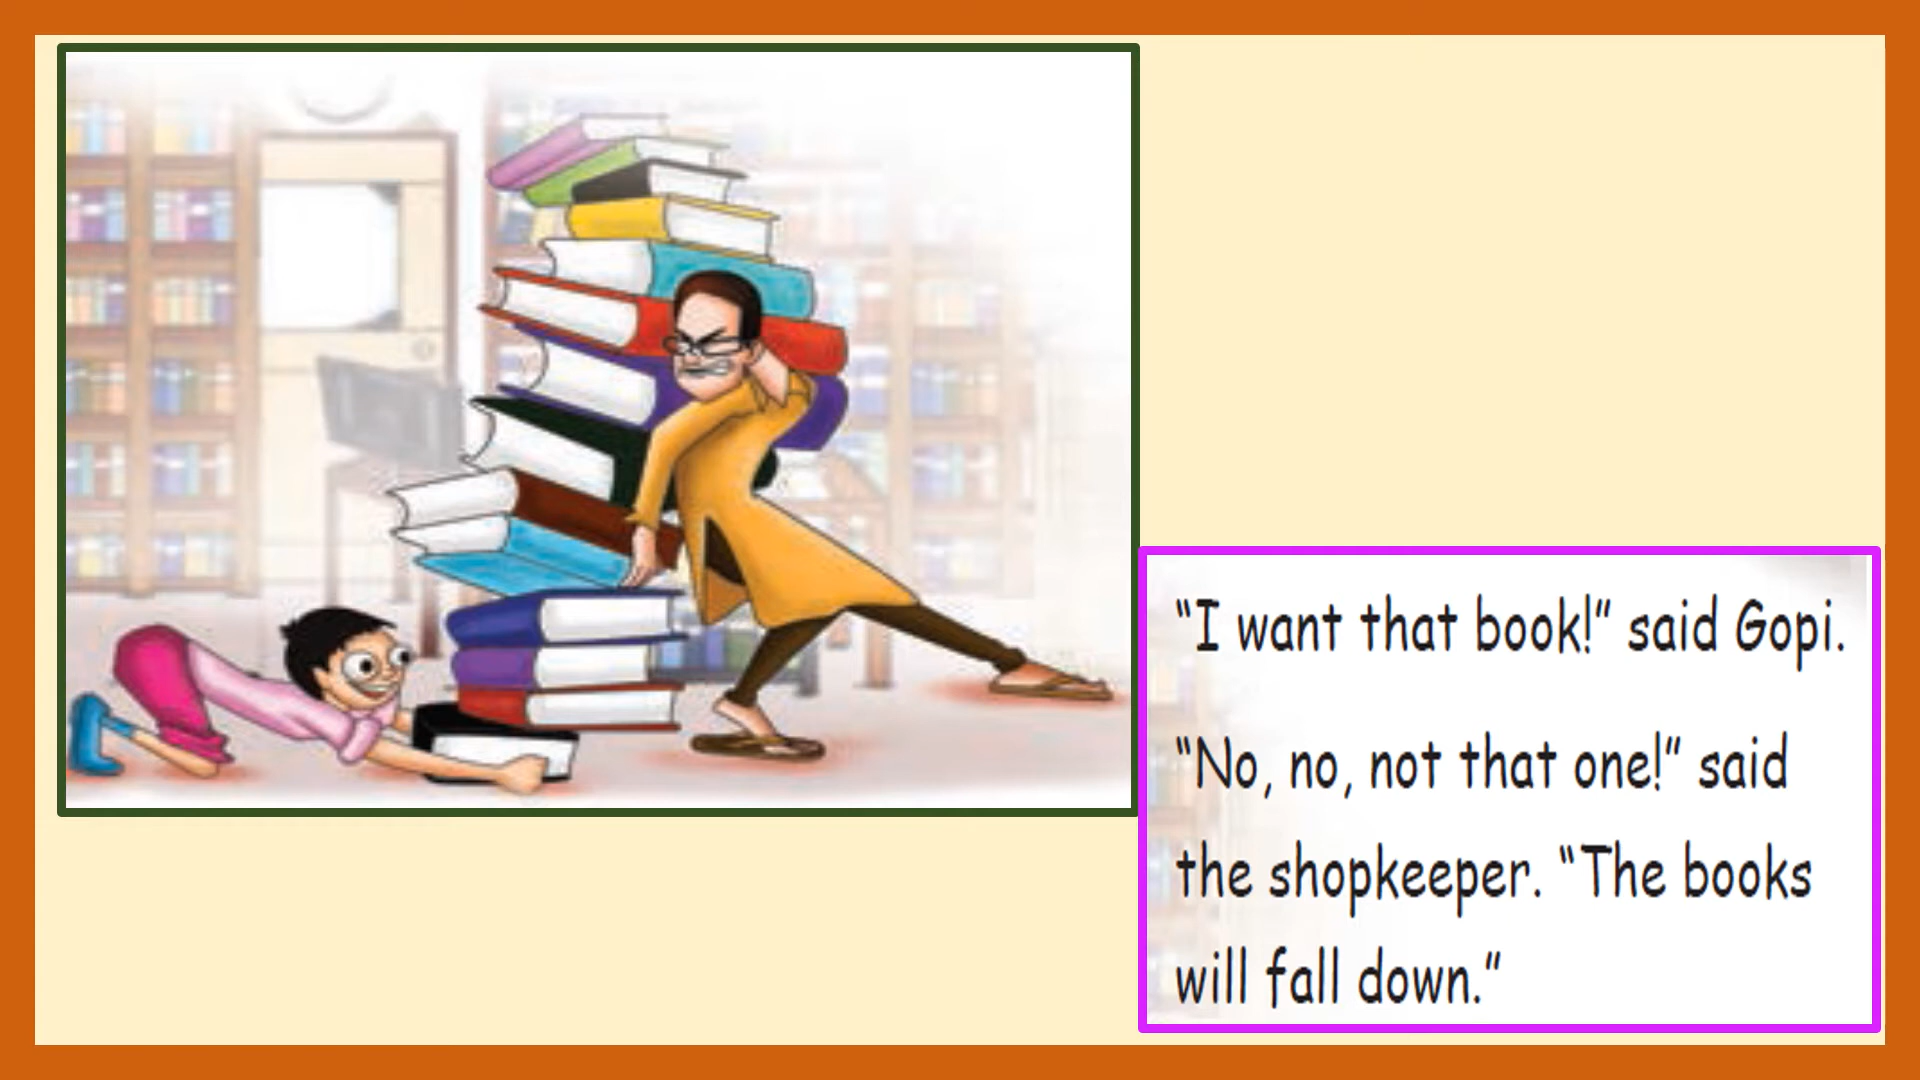 “I want that book!” said Gopi.
“No, no, not that one!” said
the shopkeeper. “The books
will fall down.”